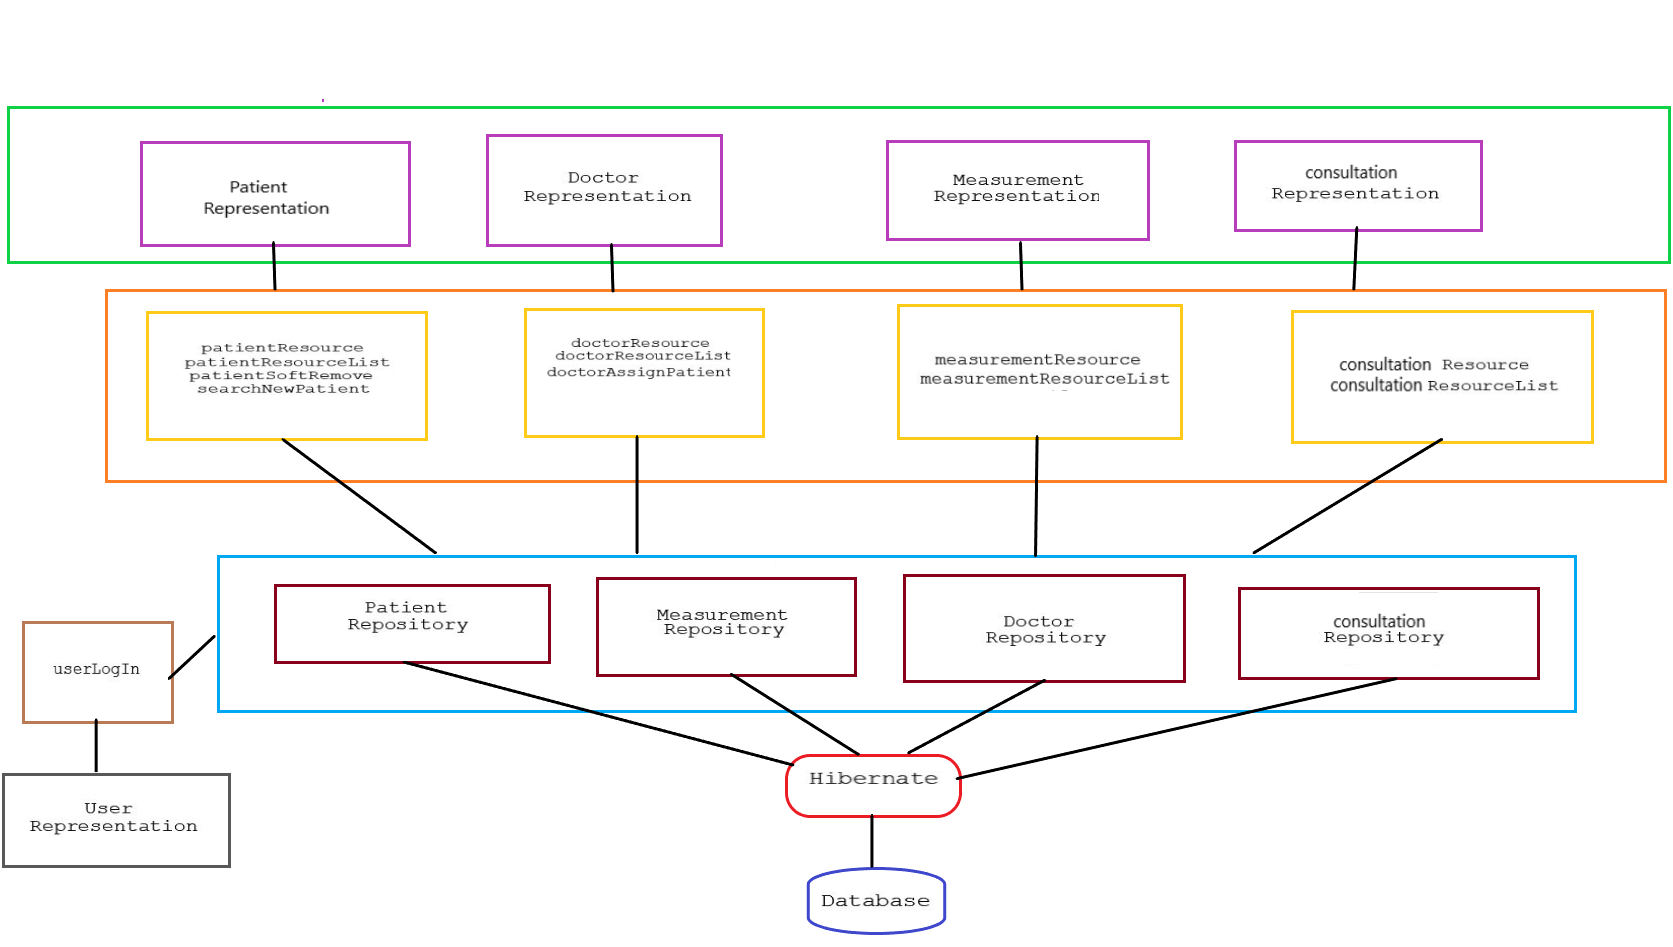 Patient
Representation
Doctor
Representation
Measurement
Representation
consultation
Representation
patientResource
patientResourceList
patientSoftRemove
searchNewPatient
doctorResource
doctorResourceList
doctorAssignPatient
measurementResource
measurementResourceList
consultation Resource
consultation ResourceList
Patient
Repository
Measurement
Repository
Doctor
Repository
consultation
Repository
userLogIn
User
Representation
Hibernate
Database